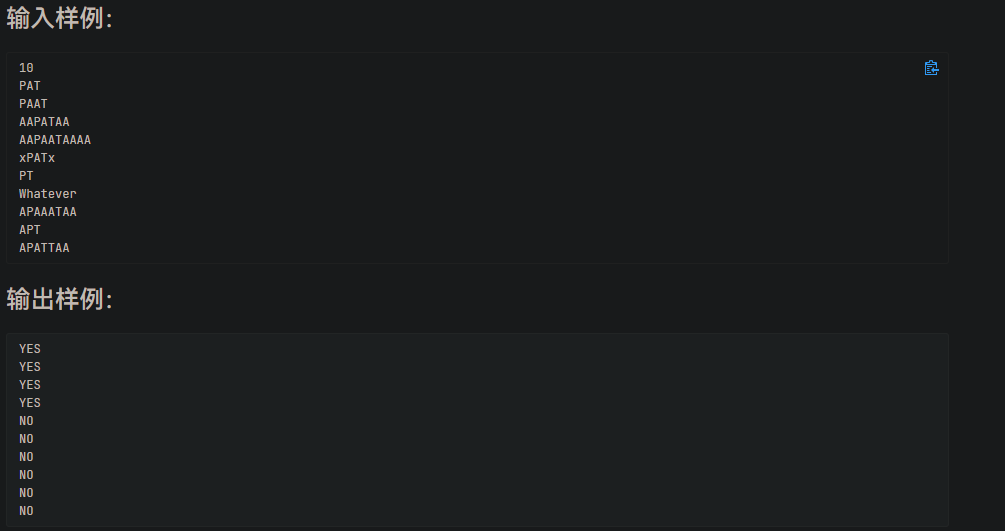 输入样例：
10
PAT
PAAT
AAPATAA
AAPAATAAAA
xPATx
PT
Whatever
APAAATAA
APT
APATTAA
输出样例：
YES
YES
YES
YES
NO
NO
NO
NO
NO
NO